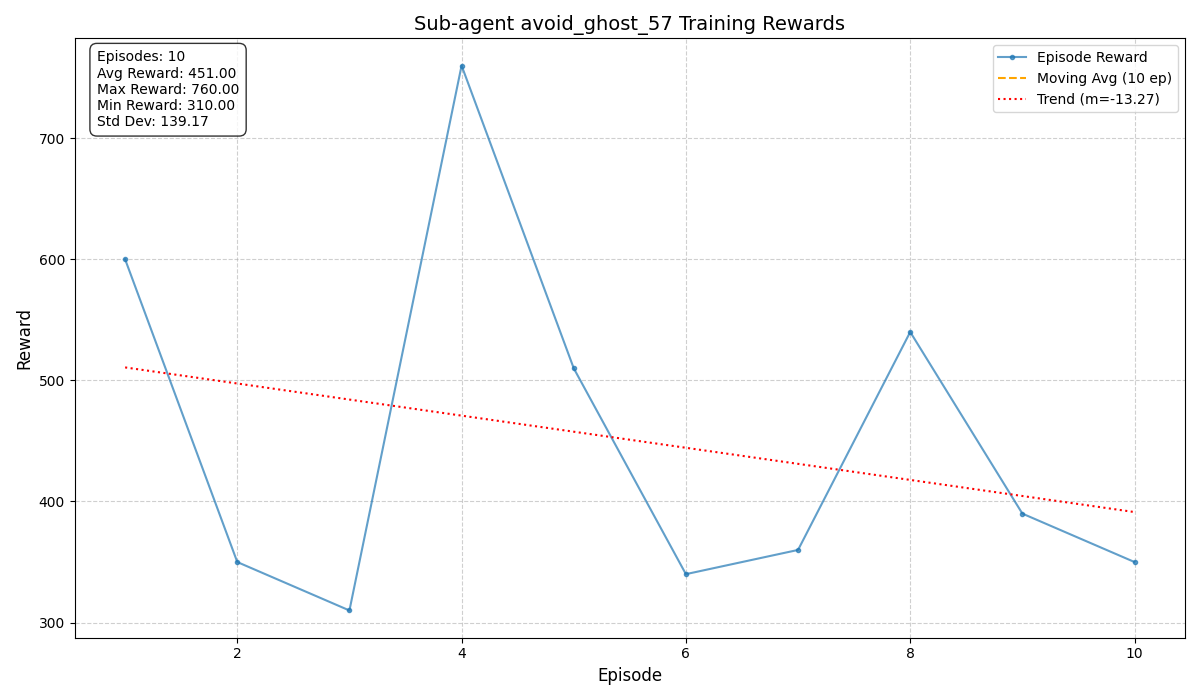 Sub-agent avoid_ghost_57 Training Rewards
Episodes: 10
Avg Reward: 451.00
Max Reward: 760.00
Min Reward: 310.00
Std Dev: 139.17
Episode Reward
Moving Avg (10 ep)
Trend (m=-13.27)
Reward
700
600
500
400
300
2 4 6 8 10
Episode